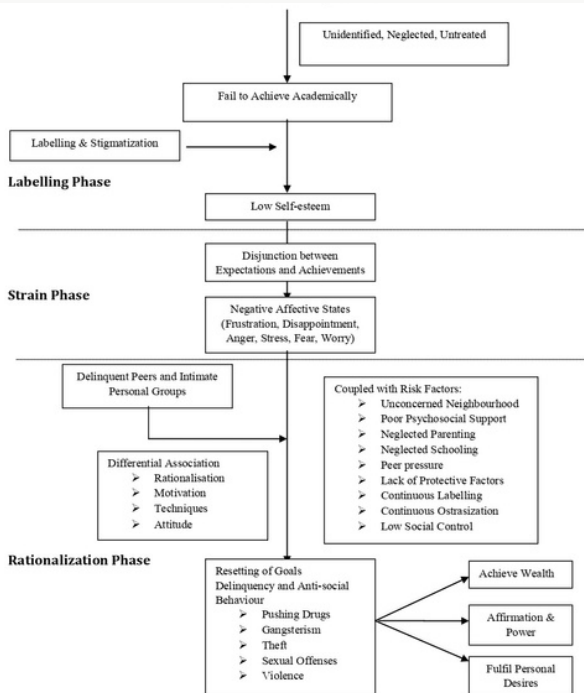 Unidentified, Neglected, Untreated
Fail to Achieve Academically
Labelling & Stigmatization
Labelling Phase
Low Self-esteem
Disjunction between
Expectations and Achievements
Strain Phase
Negative Affective States
(Frustration, Disappointment,
Anger, Stress, Fear, Worry)
Delinquent Peers and Intimate
Personal Groups
Coupled with Risk Factors:
➢ Unconcerned Neighbourhood
➢ Poor Psychosocial Support
➢ Neglected Parenting
➢ Neglected Schooling
➢ Peer pressure
➢ Lack of Protective Factors
➢ Continuous Labelling
➢ Continuous Ostrasization
➢ Low Social Control
Differential Association
➢ Rationalisation
➢ Motivation
➢ Techniques
➢ Attitude
Rationalization Phase
Resetting of Goals
Delinquency and Anti-social
Behaviour
➢ Pushing Drugs
➢ Gangsterism
➢ Theft
➢ Sexual Offenses
➢ Violence
Achieve Wealth
Affirmation &
Power
Fulfil Personal
Desires